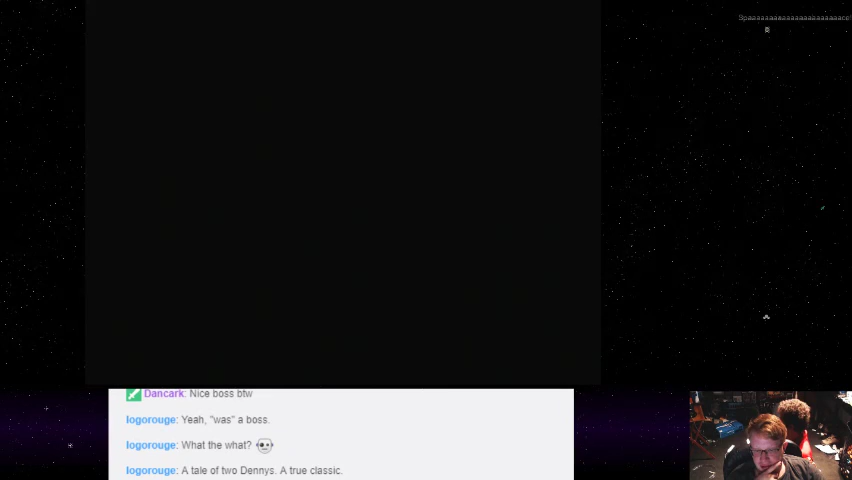 Dancark: Nice boss btw
logorouge: Yeah, "was" a boss.
logorouge: What the what?
logorouge: A tale of two Dennys. A true classic.